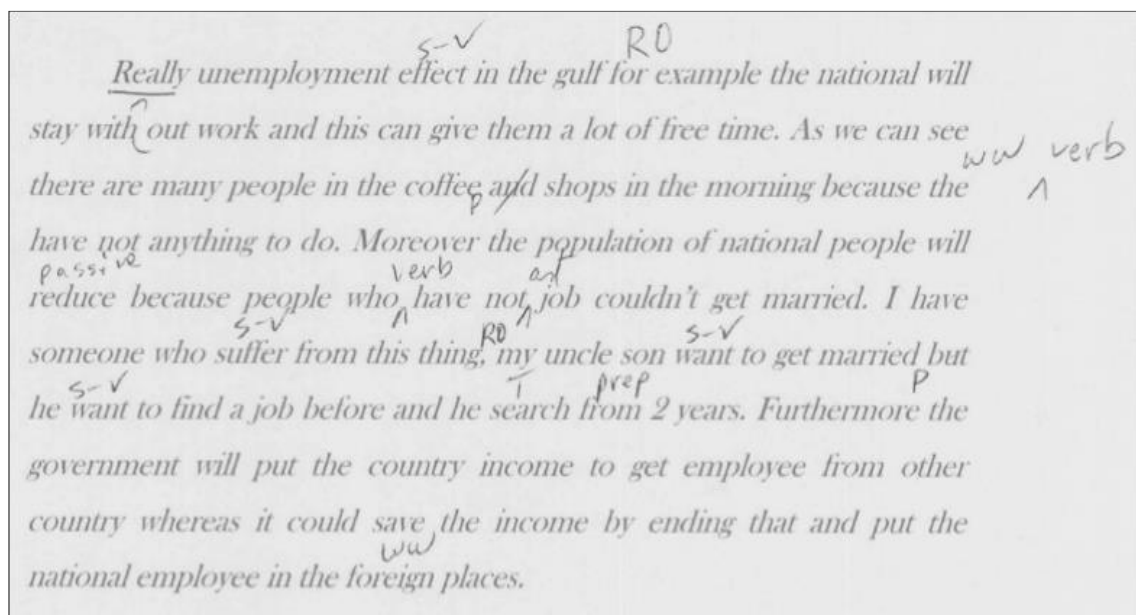 s-v RO
Really unemployment effect in the gulf for example the national will
stay with out work and this can give them a lot of free time. As we can see
ww verb
there are many people in the coffee and shops in the morning because the
P
have not anything to do. Moreover the population of national people will
passive verb art
reduce because people who have not job couldn't get married. I have
s-v RO s-v
someone who suffer from this thing, my uncle son want to get married but
s-v T prep P
he want to find a job before and he search from 2 years. Furthermore the
government will put the country income to get employee from other
country whereas it could save the income by ending that and put the
ww
national employee in the foreign places.